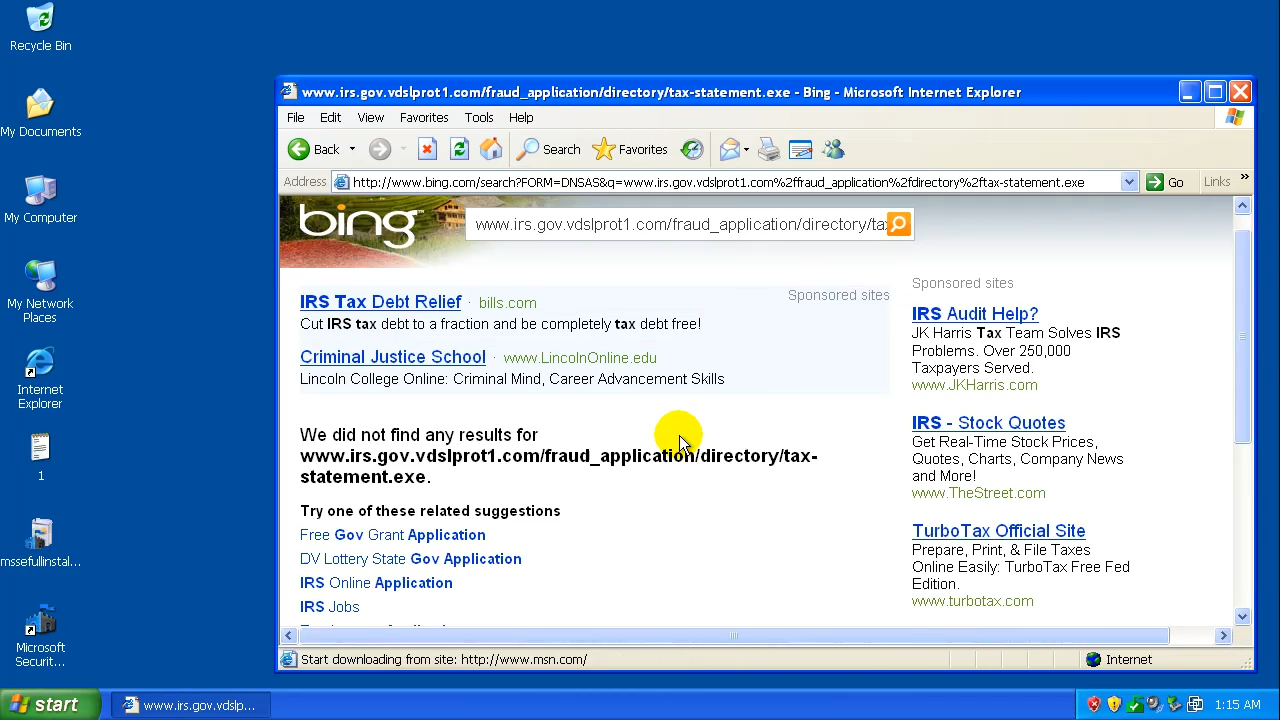 Recycle Bin
My Documents
My Computer
My Network
Places
Internet
Explorer
1
mssefullinstal...
Microsoft
Securit...
www.irs.gov.vdslprot1.com/fraud_application/directory/tax-statement.exe - Bing - Microsoft Internet Explorer
File Edit View Favorites Tools Help
Back Search Favorites
Address http://www.bing.com/search?FORM=DNSAS&q=www.irs.gov.vdslprot1.com%2ffraud_application%2fdirectory%2ftax-statement.exe Go Links »
bing™ www.irs.gov.vdslprot1.com/fraud_application/directory/ta
Sponsored sites
IRS Tax Debt Relief · bills.com
Cut IRS tax debt to a fraction and be completely tax debt free!
Criminal Justice School · www.LincolnOnline.edu
Lincoln College Online: Criminal Mind, Career Advancement Skills
We did not find any results for
www.irs.gov.vdslprot1.com/fraud_application/directory/tax-
statement.exe.
Try one of these related suggestions
Free Gov Grant Application
DV Lottery State Gov Application
IRS Online Application
IRS Jobs
Sponsored sites
IRS Audit Help?
JK Harris Tax Team Solves IRS
Problems. Over 250,000
Taxpayers Served.
www.JKHarris.com
IRS - Stock Quotes
Get Real-Time Stock Prices,
Quotes, Charts, Company News
and More!
www.TheStreet.com
TurboTax Official Site
Prepare, Print, & File Taxes
Online Easily: TurboTax Free Fed
Edition.
www.turbotax.com
Start downloading from site: http://www.msn.com/ Internet
start www.irs.gov.vdslp... 1:15 AM